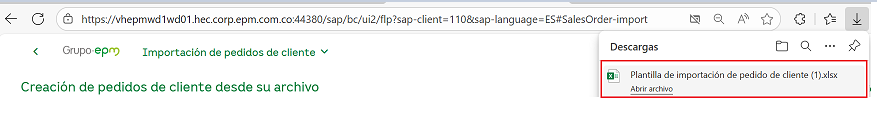 https://vhepmwd1wd01.hec.corp.epm.com.co:44380/sap/bc/ui2/flp?sap-client=110&sap-language=ES#SalesOrder-import
Descargas
Grupo·epm
Importación de pedidos de cliente
Plantilla de importación de pedido de cliente (1).xlsx
Abrir archivo
Creación de pedidos de cliente desde su archivo